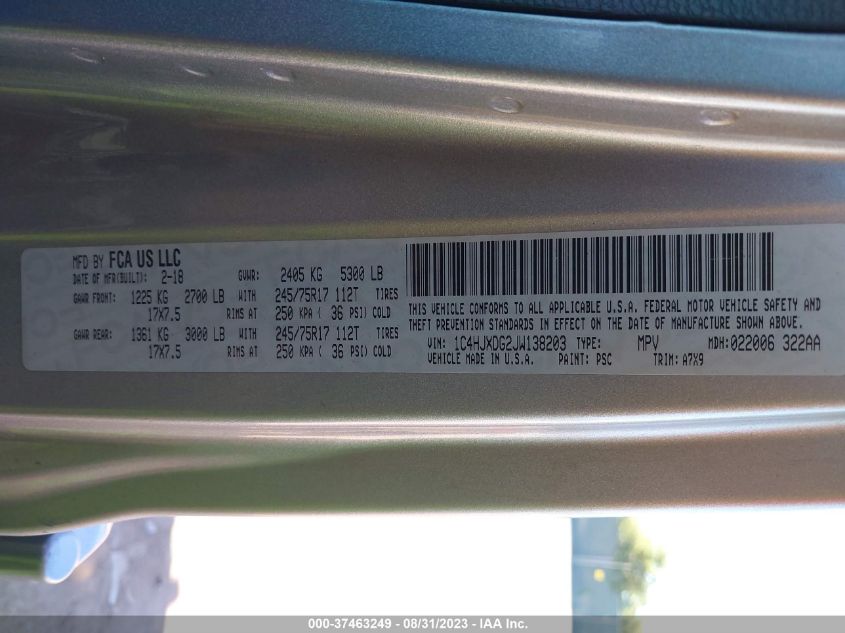 MFD BY FCA US LLC
DATE OF MFR(BUILT): 2-18 GVWR: 2405 KG 5300 LB
GAWR FRONT: 1225 KG 2700 LB WITH 245/75R17 112T TIRES
17X7.5 RIMS AT 250 KPA ( 36 PSI) COLD
GAWR REAR: 1361 KG 3000 LB WITH 245/75R17 112T TIRES
17X7.5 RIMS AT 250 KPA ( 36 PSI) COLD
THIS VEHICLE CONFORMS TO ALL APPLICABLE U.S.A. FEDERAL MOTOR VEHICLE SAFETY AND
THEFT PREVENTION STANDARDS IN EFFECT ON THE DATE OF MANUFACTURE SHOWN ABOVE.
VIN: 1C4HJXDG2JW138203 TYPE: MPV MDH: 022006 322AA
VEHICLE MADE IN U.S.A. PAINT: PSC TRIM: A7X9
000-37463249 - 08/31/2023 - IAA Inc.